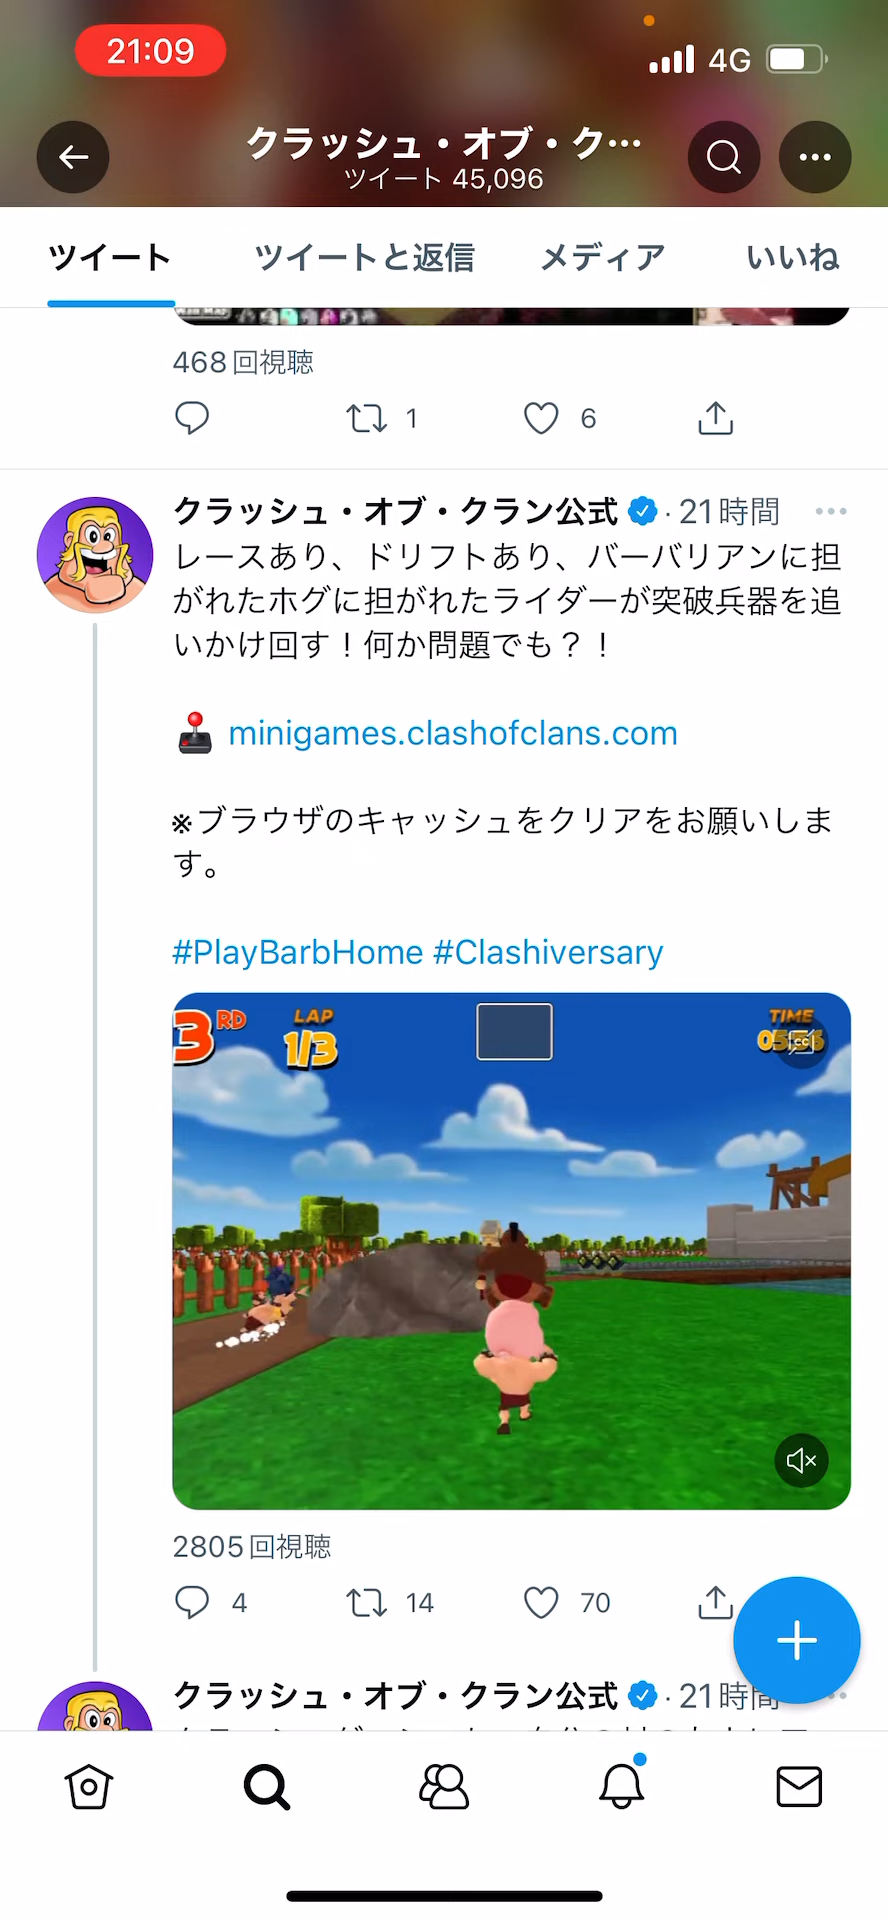 21:09
4G
クラッシュ・オブ・ク…
ツイート 45,096
ツイート ツイートと返信 メディア いいね
468回視聴
1 6
クラッシュ・オブ・クラン公式 · 21時間
レースあり、ドリフトあり、バーバリアンに担
がれたホグに担がれたライダーが突破兵器を追
いかけ回す！何か問題でも？！
minigames.clashofclans.com
※ブラウザのキャッシュをクリアをお願いしま
す。
#PlayBarbHome #Clashiversary
3RD LAP TIME
1/3
2805回視聴
4 14 70
クラッシュ・オブ・クラン公式 · 21時間